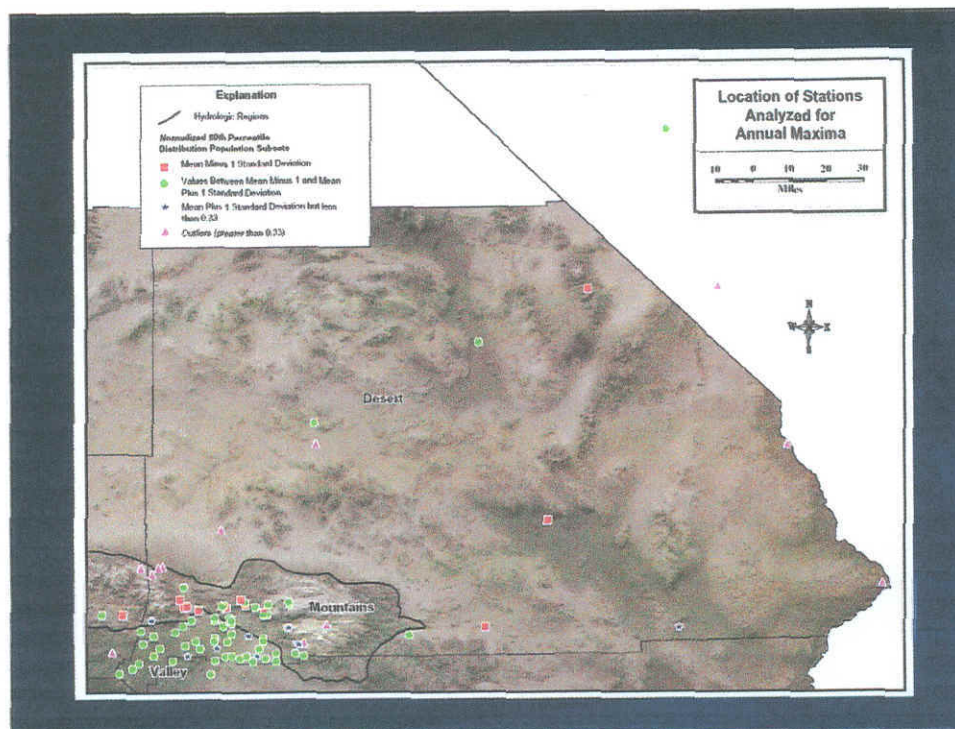 Explanation
Hydrologic Regions
Normalized 50th Percentile
Distribution Population Subsets
Mean Minus 1 Standard Deviation
Values Between Mean Minus 1 and Mean
Plus 1 Standard Deviation
Mean Plus 1 Standard Deviation but less
than 0.33
Outliers (greater than 0.33)
Location of Stations
Analyzed for
Annual Maxima
10 0 10 20 30
Miles
N
W E
S
Desert
Mountains
Valley